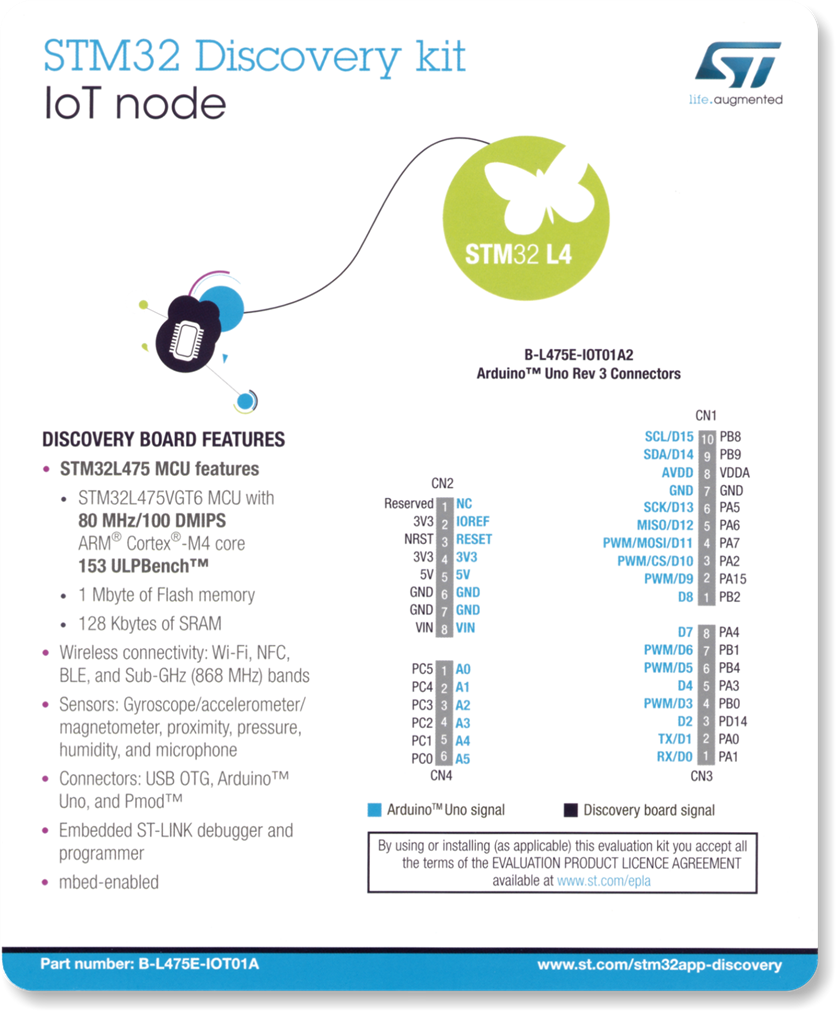 STM32 Discovery kit
IoT node
ST
life.augmented
STM32 L4
B-L475E-IOT01A2
Arduino™ Uno Rev 3 Connectors
DISCOVERY BOARD FEATURES
• STM32L475 MCU features
• STM32L475VGT6 MCU with
80 MHz/100 DMIPS
ARM® Cortex®-M4 core
153 ULPBench™
• 1 Mbyte of Flash memory
• 128 Kbytes of SRAM
• Wireless connectivity: Wi-Fi, NFC,
BLE, and Sub-GHz (868 MHz) bands
• Sensors: Gyroscope/accelerometer/
magnetometer, proximity, pressure,
humidity, and microphone
• Connectors: USB OTG, Arduino™
Uno, and Pmod™
• Embedded ST-LINK debugger and
programmer
• mbed-enabled
CN2
Reserved 1 NC
3V3 2 IOREF
NRST 3 RESET
3V3 4 3V3
5V 5 5V
GND 6 GND
GND 7 GND
VIN 8 VIN
PC5 1 A0
PC4 2 A1
PC3 3 A2
PC2 4 A3
PC1 5 A4
PC0 6 A5
CN4
CN1
SCL/D15 10 PB8
SDA/D14 9 PB9
AVDD 8 VDDA
GND 7 GND
SCK/D13 6 PA5
MISO/D12 5 PA6
PWM/MOSI/D11 4 PA7
PWM/CS/D10 3 PA2
PWM/D9 2 PA15
D8 1 PB2
D7 8 PA4
PWM/D6 7 PB1
PWM/D5 6 PB4
D4 5 PA3
PWM/D3 4 PB0
D2 3 PD14
TX/D1 2 PA0
RX/D0 1 PA1
CN3
Arduino™ Uno signal
Discovery board signal
By using or installing (as applicable) this evaluation kit you accept all
the terms of the EVALUATION PRODUCT LICENCE AGREEMENT
available at www.st.com/epla
Part number: B-L475E-IOT01A
www.st.com/stm32app-discovery